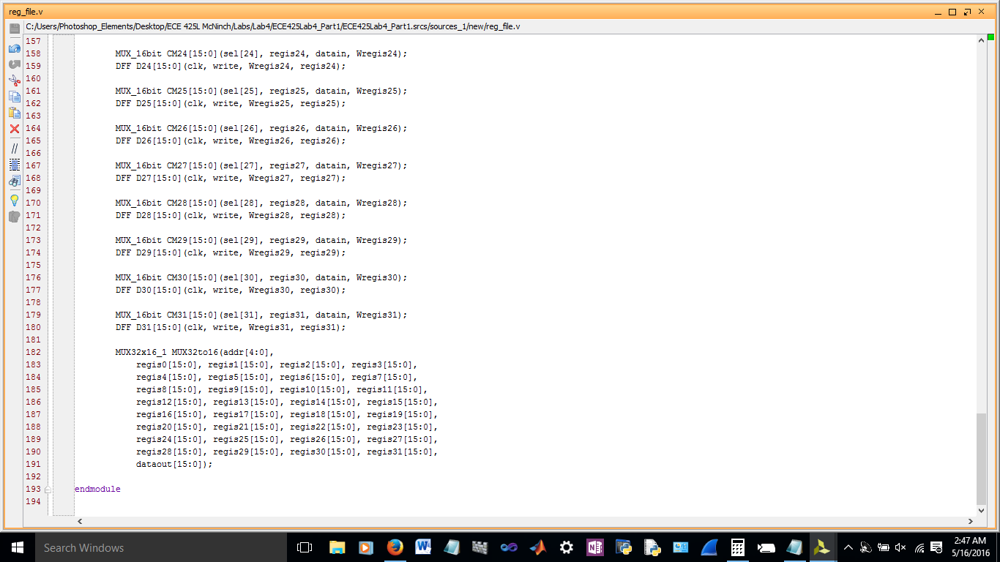 reg_file.v
C:/Users/Photoshop_Elements/Desktop/ECE 425L McNinch/Labs/Lab4/ECE425Lab4_Part1/ECE425Lab4_Part1.srcs/sources_1/new/reg_file.v
157
158 MUX_16bit CM24[15:0](sel[24], regis24, datain, Wregis24);
159 DFF D24[15:0](clk, write, Wregis24, regis24);
160
161 MUX_16bit CM25[15:0](sel[25], regis25, datain, Wregis25);
162 DFF D25[15:0](clk, write, Wregis25, regis25);
163
164 MUX_16bit CM26[15:0](sel[26], regis26, datain, Wregis26);
165 DFF D26[15:0](clk, write, Wregis26, regis26);
166
167 MUX_16bit CM27[15:0](sel[27], regis27, datain, Wregis27);
168 DFF D27[15:0](clk, write, Wregis27, regis27);
169
170 MUX_16bit CM28[15:0](sel[28], regis28, datain, Wregis28);
171 DFF D28[15:0](clk, write, Wregis28, regis28);
172
173 MUX_16bit CM29[15:0](sel[29], regis29, datain, Wregis29);
174 DFF D29[15:0](clk, write, Wregis29, regis29);
175
176 MUX_16bit CM30[15:0](sel[30], regis30, datain, Wregis30);
177 DFF D30[15:0](clk, write, Wregis30, regis30);
178
179 MUX_16bit CM31[15:0](sel[31], regis31, datain, Wregis31);
180 DFF D31[15:0](clk, write, Wregis31, regis31);
181
182 MUX32x16_1 MUX32to16(addr[4:0],
183 regis0[15:0], regis1[15:0], regis2[15:0], regis3[15:0],
184 regis4[15:0], regis5[15:0], regis6[15:0], regis7[15:0],
185 regis8[15:0], regis9[15:0], regis10[15:0], regis11[15:0],
186 regis12[15:0], regis13[15:0], regis14[15:0], regis15[15:0],
187 regis16[15:0], regis17[15:0], regis18[15:0], regis19[15:0],
188 regis20[15:0], regis21[15:0], regis22[15:0], regis23[15:0],
189 regis24[15:0], regis25[15:0], regis26[15:0], regis27[15:0],
190 regis28[15:0], regis29[15:0], regis30[15:0], regis31[15:0],
191 dataout[15:0]);
192
193 endmodule
194
Search Windows
2:47 AM
5/16/2016